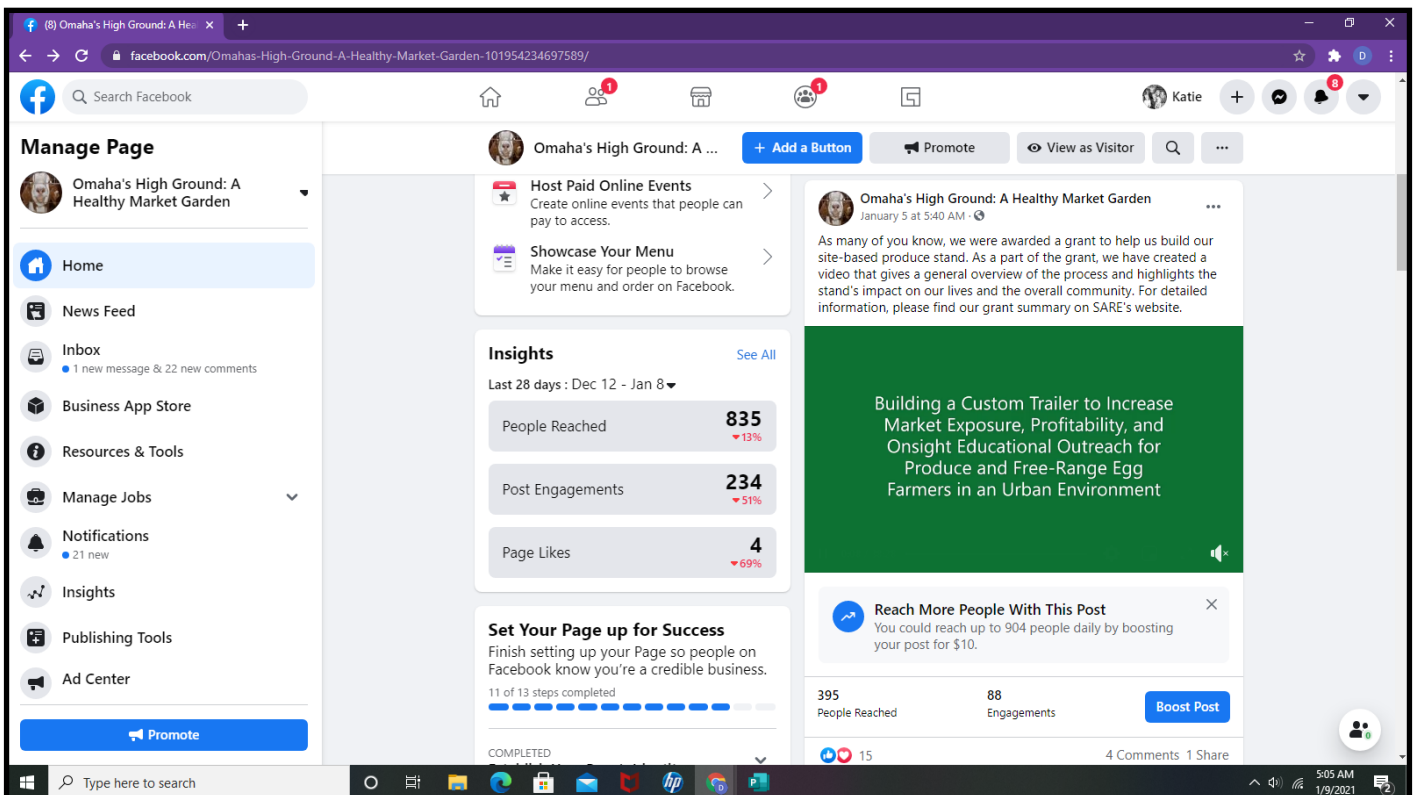 (8) Omaha's High Ground: A Hea
facebook.com/Omahas-High-Ground-A-Healthy-Market-Garden-101954234697589/
D
Search Facebook
1
1
Katie
8
Manage Page
Omaha's High Ground: A
Healthy Market Garden
Home
News Feed
Inbox
1 new message & 22 new comments
Business App Store
Resources & Tools
Manage Jobs
Notifications
21 new
Insights
Publishing Tools
Ad Center
Promote
Omaha's High Ground: A ...
+ Add a Button
Promote
View as Visitor
Host Paid Online Events
Create online events that people can
pay to access.
Showcase Your Menu
Make it easy for people to browse
your menu and order on Facebook.
Insights
See All
Last 28 days : Dec 12 - Jan 8
People Reached
835
13%
Post Engagements
234
51%
Page Likes
4
69%
Set Your Page up for Success
Finish setting up your Page so people on
Facebook know you're a credible business.
11 of 13 steps completed
COMPLETED
Omaha's High Ground: A Healthy Market Garden
January 5 at 5:40 AM ·
As many of you know, we were awarded a grant to help us build our
site-based produce stand. As a part of the grant, we have created a
video that gives a general overview of the process and highlights the
stand's impact on our lives and the overall community. For detailed
information, please find our grant summary on SARE's website.
Building a Custom Trailer to Increase
Market Exposure, Profitability, and
Onsight Educational Outreach for
Produce and Free-Range Egg
Farmers in an Urban Environment
Reach More People With This Post
You could reach up to 904 people daily by boosting
your post for $10.
395
People Reached
88
Engagements
Boost Post
15
4 Comments 1 Share
0
Type here to search
hp
P
5:05 AM
1/9/2021
2